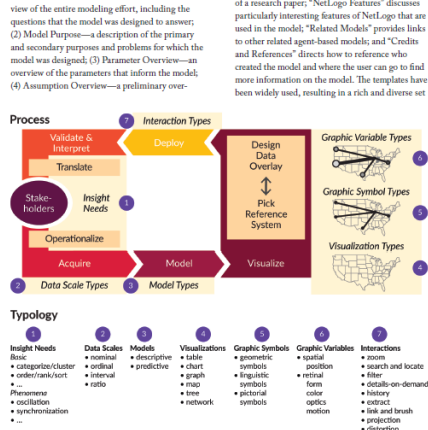 view of the entire modeling effort, including the
questions that the model was designed to answer;
(2) Model Purpose—a description of the primary
and secondary purposes and problems for which the
model was designed; (3) Parameter Overview—an
overview of the parameters that inform the model;
(4) Assumption Overview—a preliminary over-
of a research paper; “NetLogo Features” discusses
particularly interesting features of NetLogo that are
used in the model; “Related Models” provides links
to other related agent-based models; and “Credits
and References” directs how to reference who
created the model and where the user can go to find
more information on the model. The templates have
been widely used, resulting in a rich and diverse set
Process
7 Interaction Types
Validate &
Interpret
Deploy
Translate
Stake-
holders
Insight
Needs
1
Operationalize
Acquire
Model
Visualize
Design
Data
Overlay
Pick
Reference
System
Graphic Variable Types
6
Graphic Symbol Types
5
Visualization Types
4
2 Data Scale Types
3 Model Types
Typology
1
Insight Needs
Basic
• categorize/cluster
• order/rank/sort
• ...
Phenomena
• oscillation
• synchronization
• ...
2
Data Scales
• nominal
• ordinal
• interval
• ratio
3
Models
• descriptive
• predictive
4
Visualizations
• table
• chart
• graph
• map
• tree
• network
5
Graphic Symbols
• geometric
symbols
• linguistic
symbols
• pictorial
symbols
6
Graphic Variables
• spatial
position
• retinal
form
color
optics
motion
7
Interactions
• zoom
• search and locate
• filter
• details-on-demand
• history
• extract
• link and brush
• projection
• distortion